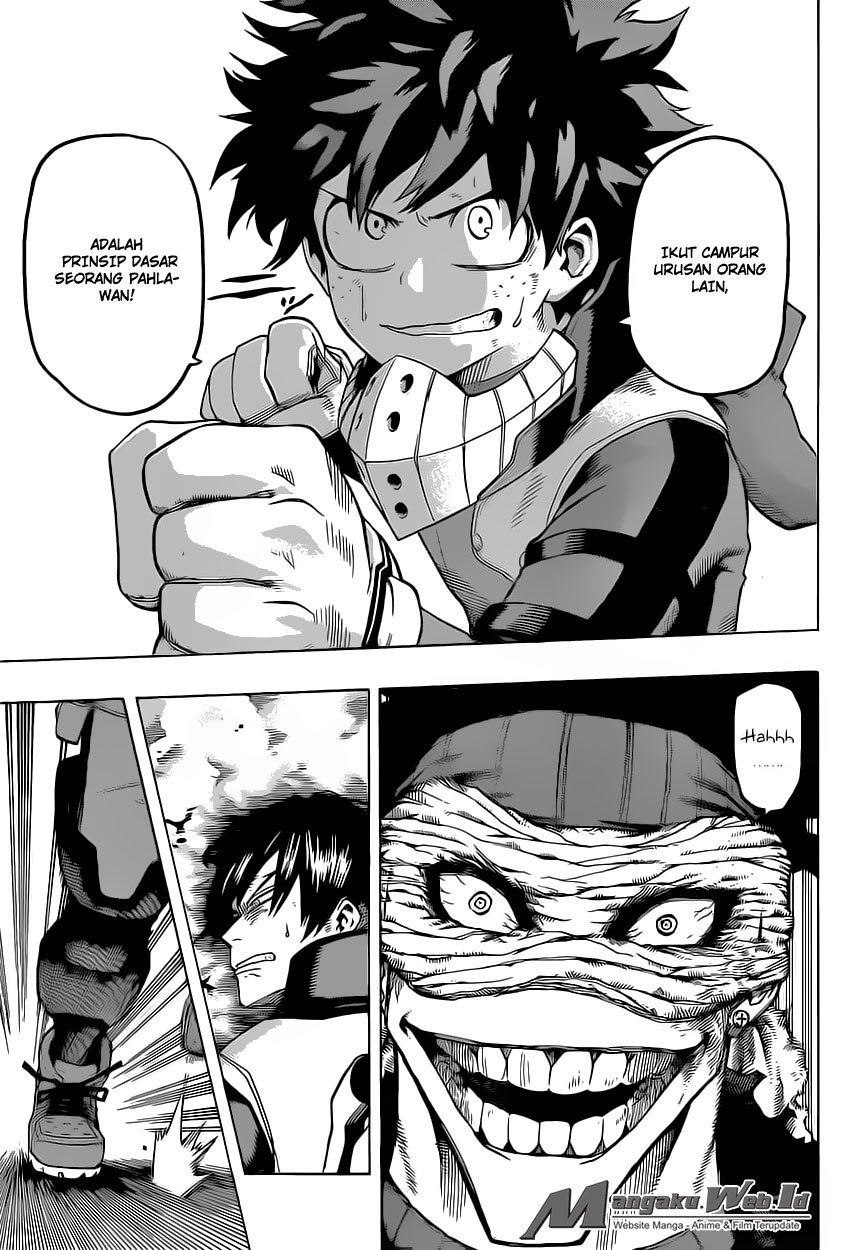 IKUT CAMPUR
URUSAN ORANG
LAIN,
ADALAH
PRINSIP DASAR
SEORANG PAHLA-
WAN!
Hahhh
........
Mangaku.Web.Id
Website Manga - Anime & Film Terupdate